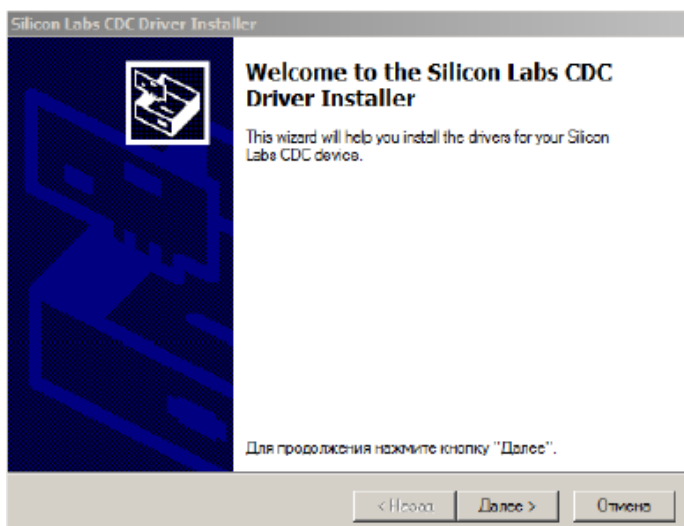 Silicon Labs CDC Driver Installer
Welcome to the Silicon Labs CDC
Driver Installer
This wizard will help you install the drivers for your Silicon
Labs CDC device.
Для продолжения нажмите кнопку "Далее".
< Назад
Далее >
Отмена